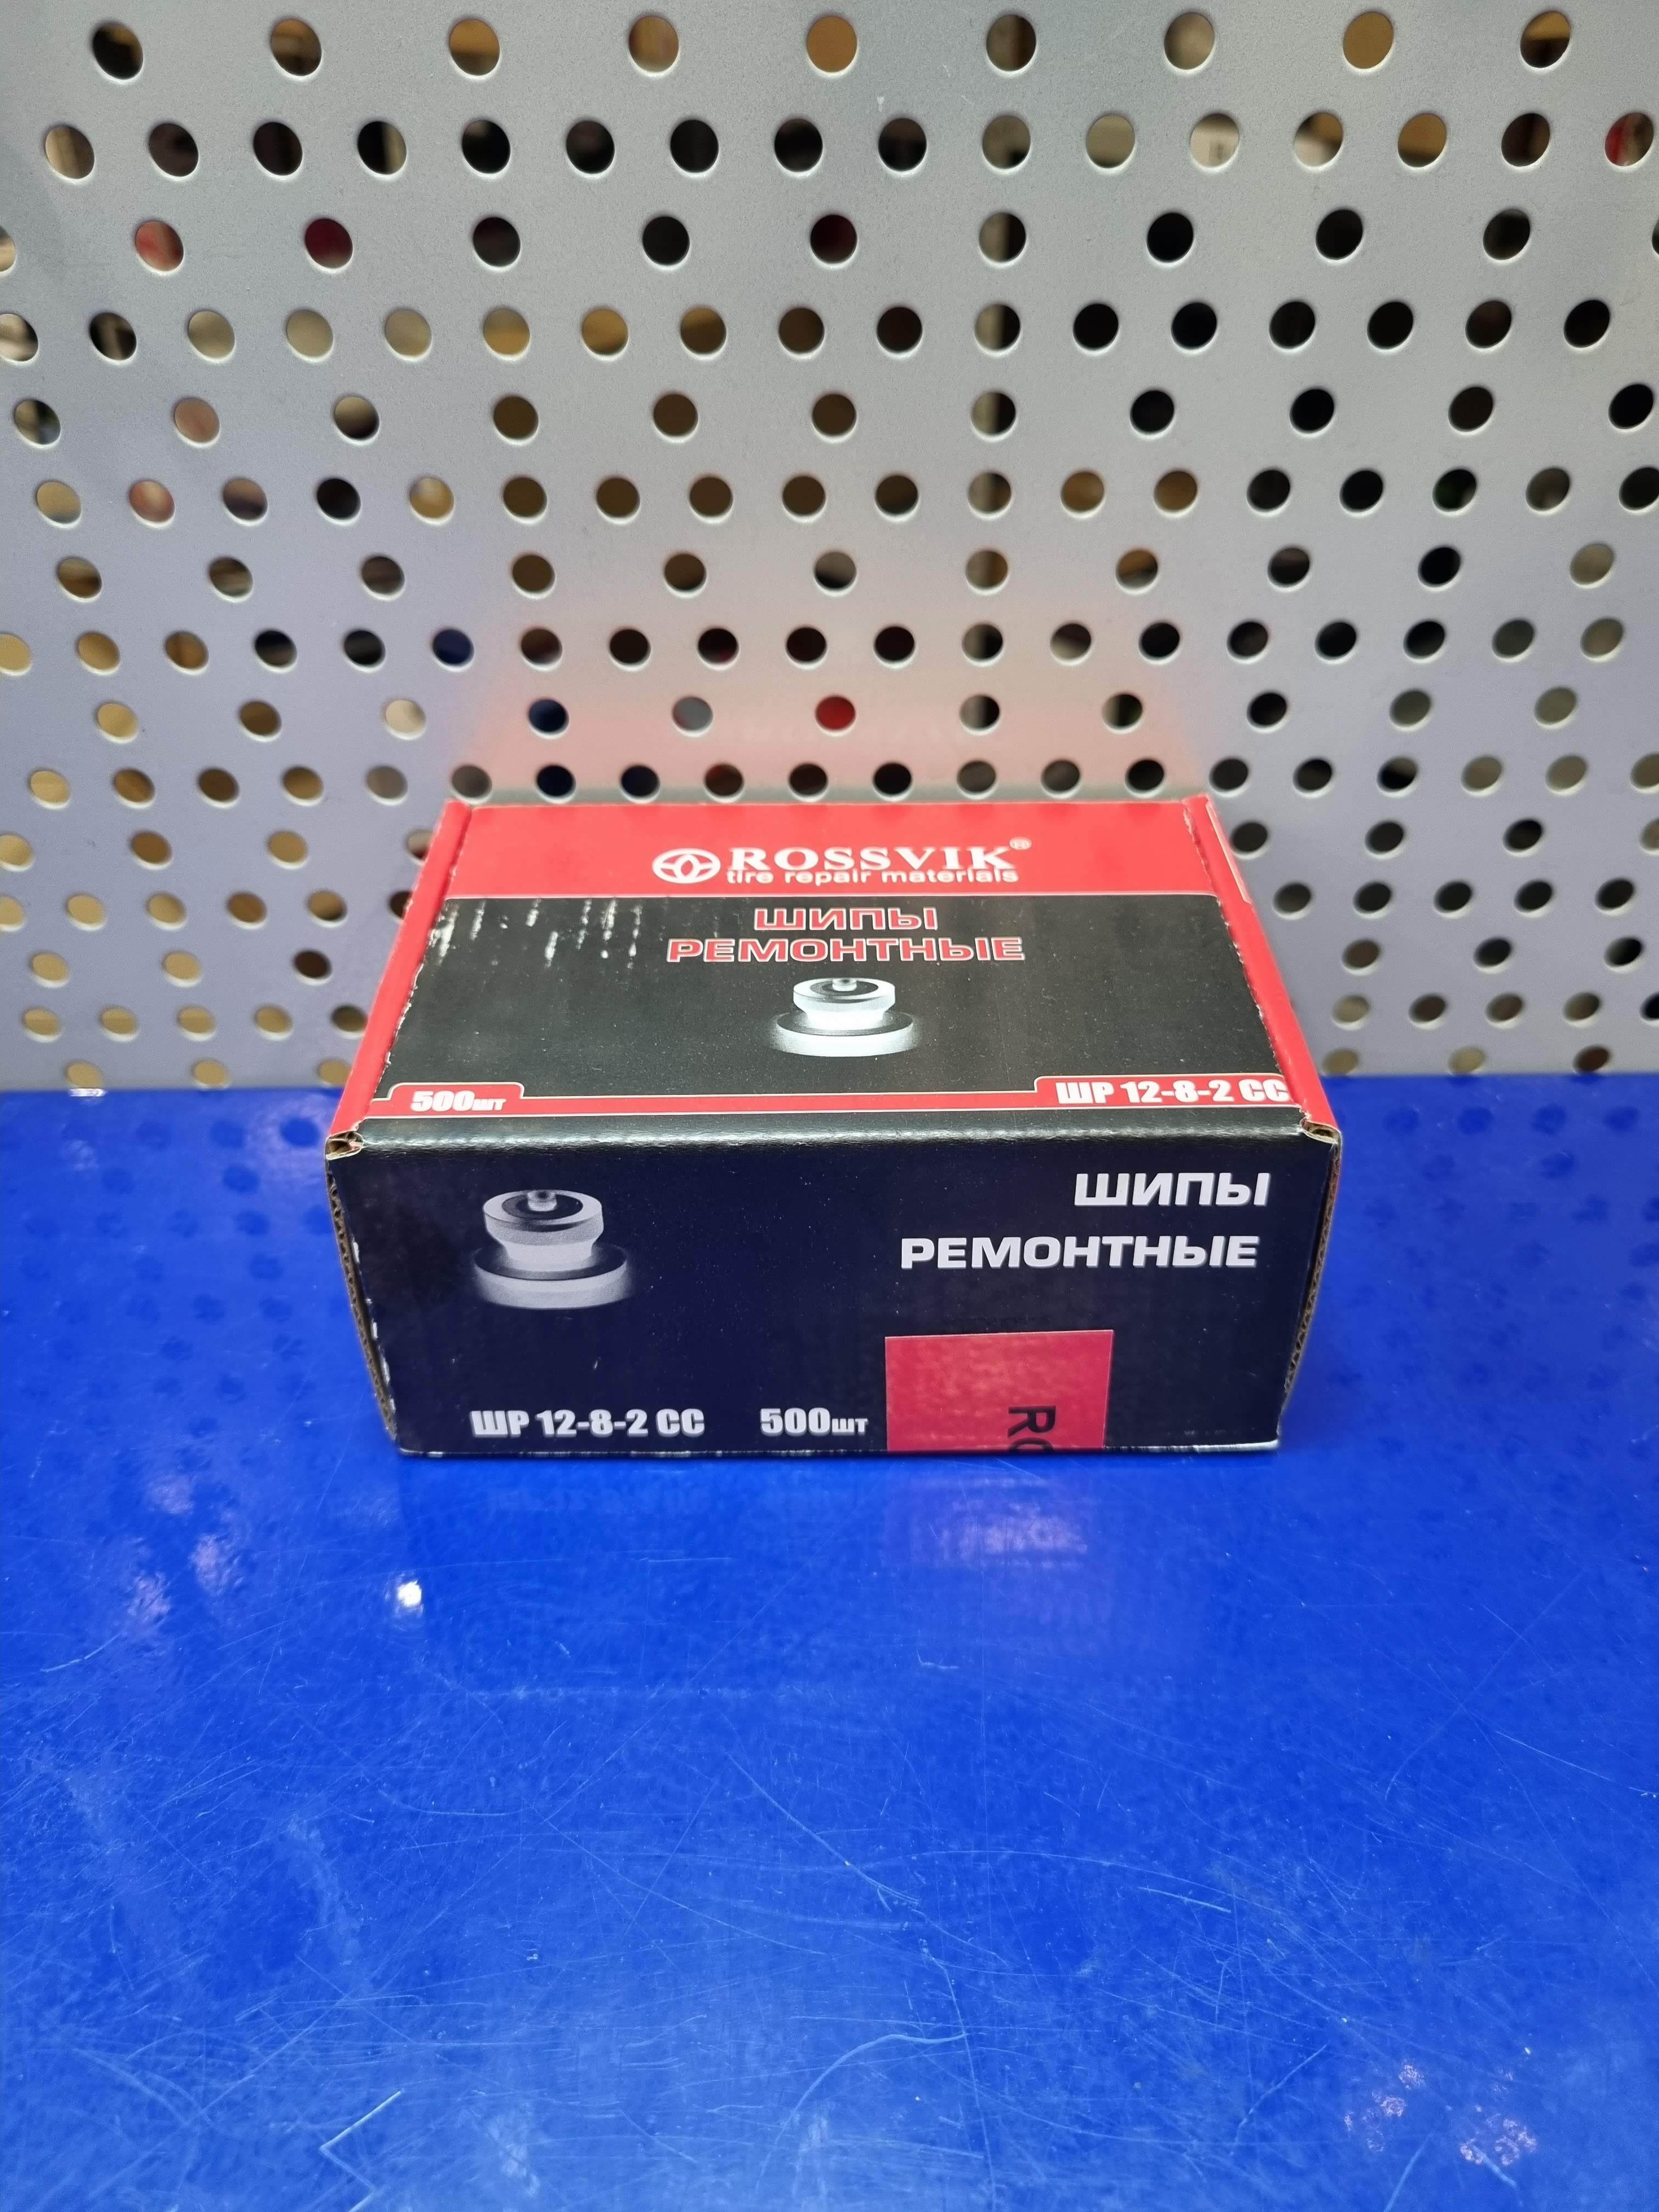 ROSSVIK®
tire repair materials
ШИПЫ
РЕМОНТНЫЕ
500шт
ШР 12-8-2 СС
ШИПЫ
РЕМОНТНЫЕ
ШР 12-8-2 СС
500шт